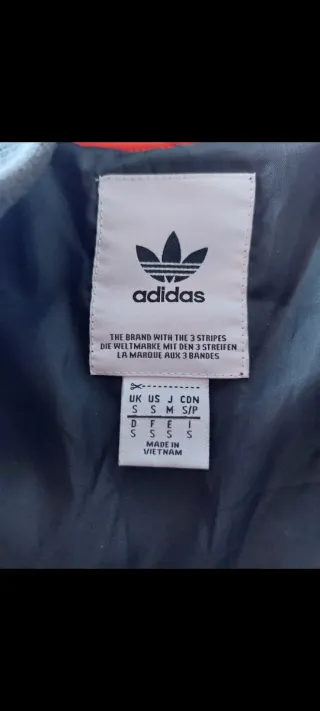 adidas
THE BRAND WITH THE 3 STRIPES
DIE WELTMARKE MIT DEN 3 STREIFEN
LA MARQUE AUX 3 BANDES
UK US J CON
S S M S/P
D F E I
S S S S
MADE IN
VIETNAM